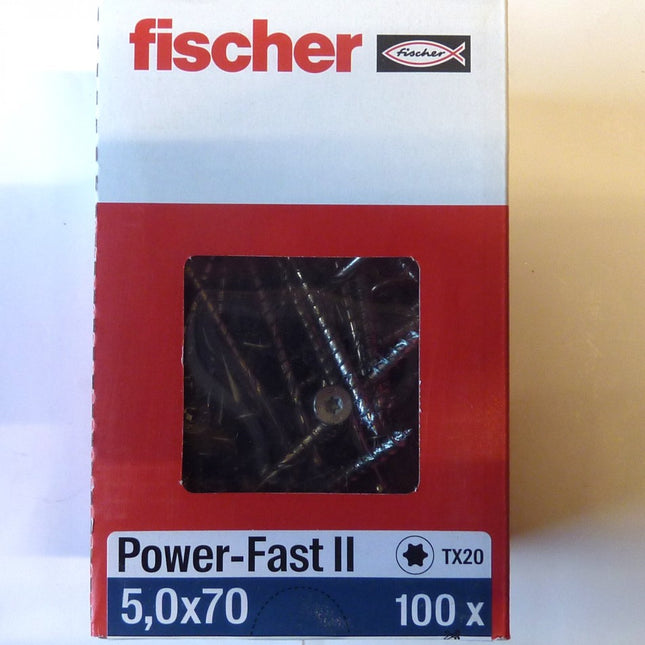 fischer fischer
Power-Fast II TX20
5,0x70 100 x